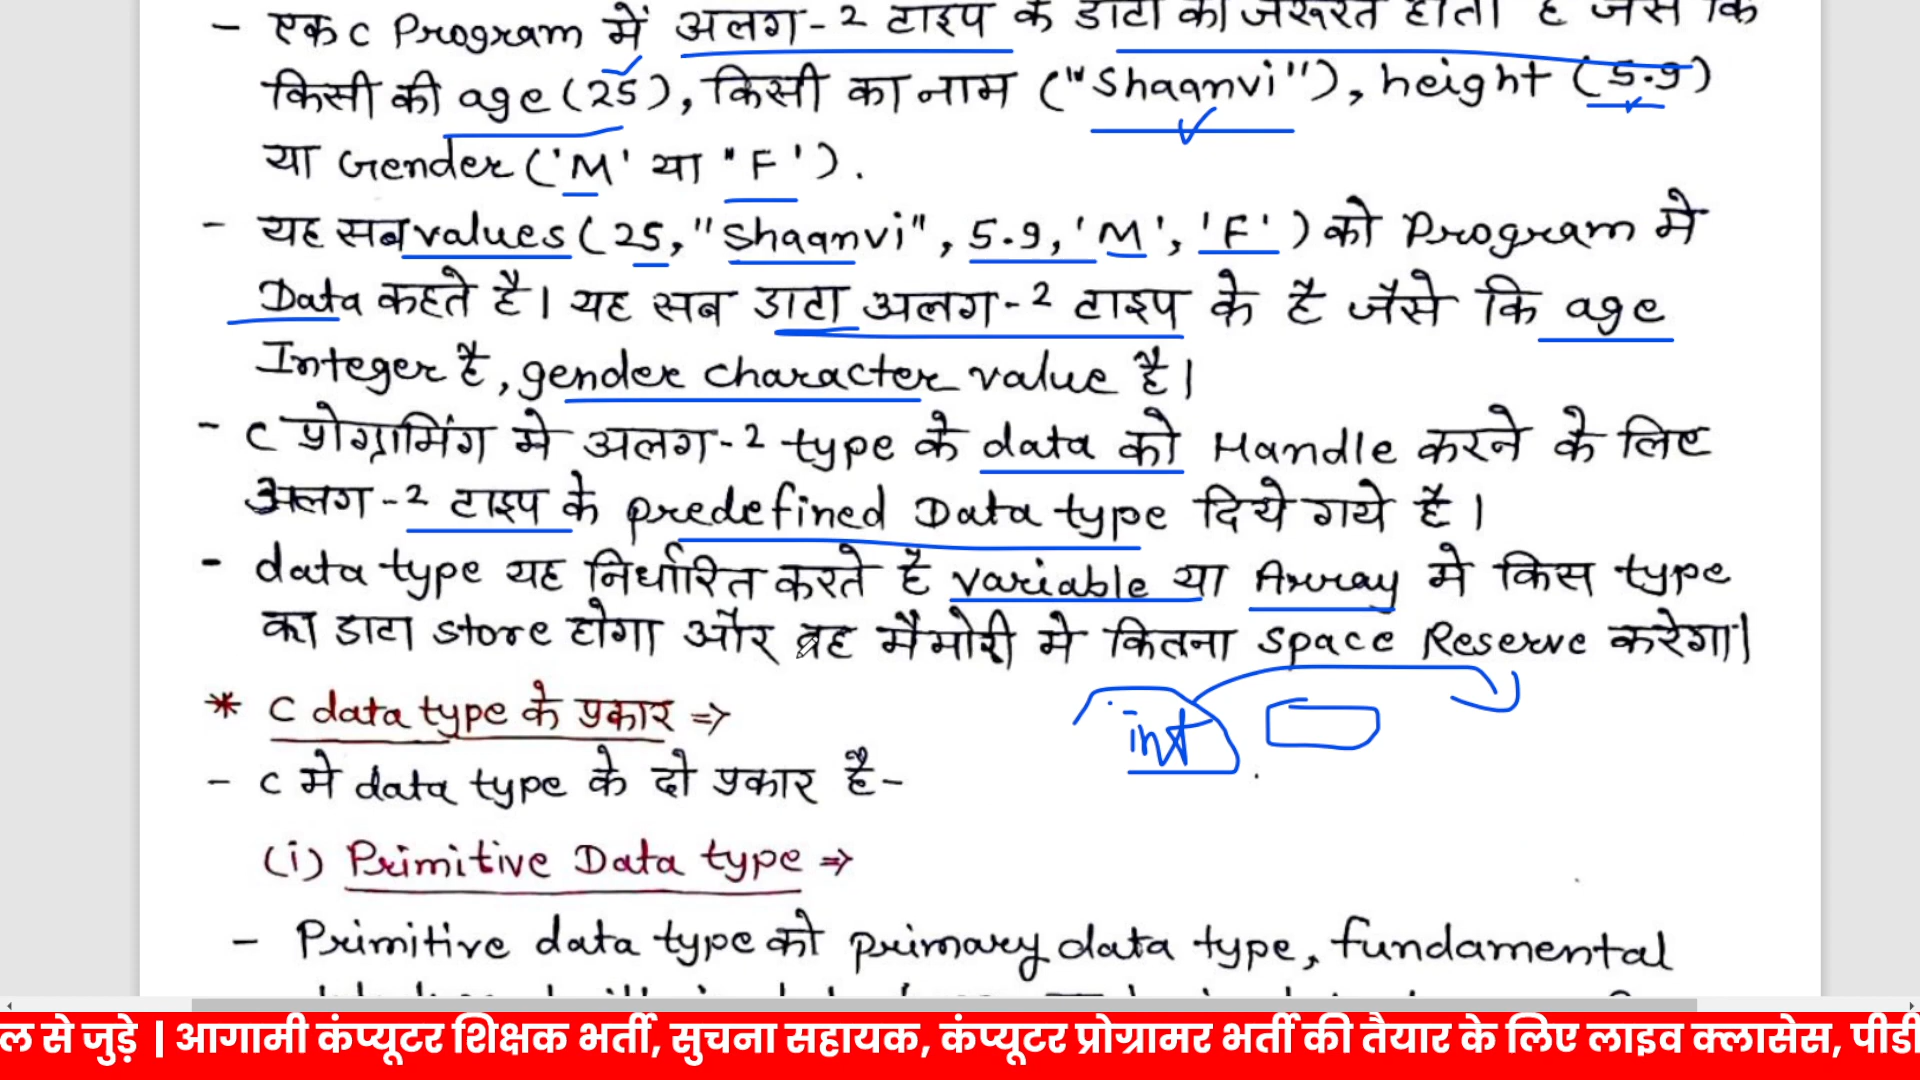 - एक C Program में अलग-2 टाइप के डाटा की जरूरत होती है जैसे कि
किसी की age (25), किसी का नाम ("Shaanvi"), height (5.9)
या Gender ('M' या "F').
- यह सब values (25, "Shaanvi", 5.9, 'M', 'F') को Program मे
Data कहते है। यह सब डाटा अलग-2 टाइप के है जैसे कि age
Integer है, gender character value है।
- C प्रोग्रामिंग मे अलग-2 type के data को Handle करने के लिए
अलग-2 टाइप के predefined Data type दिये गये है।
- data type यह निर्धारित करते है variable या Array मे किस type
का डाटा store होगा और वह मैमोरी मे कितना space Reserve करेगा।
* C data type के प्रकार =>
int
- C मे data type के दो प्रकार है-
(i) Primitive Data type =>
- Primitive data type को primary data type, fundamental
ल से जुड़े | आगामी कंप्यूटर शिक्षक भर्ती, सुचना सहायक, कंप्यूटर प्रोग्रामर भर्ती की तैयार के लिए लाइव क्लासेस, पीडी